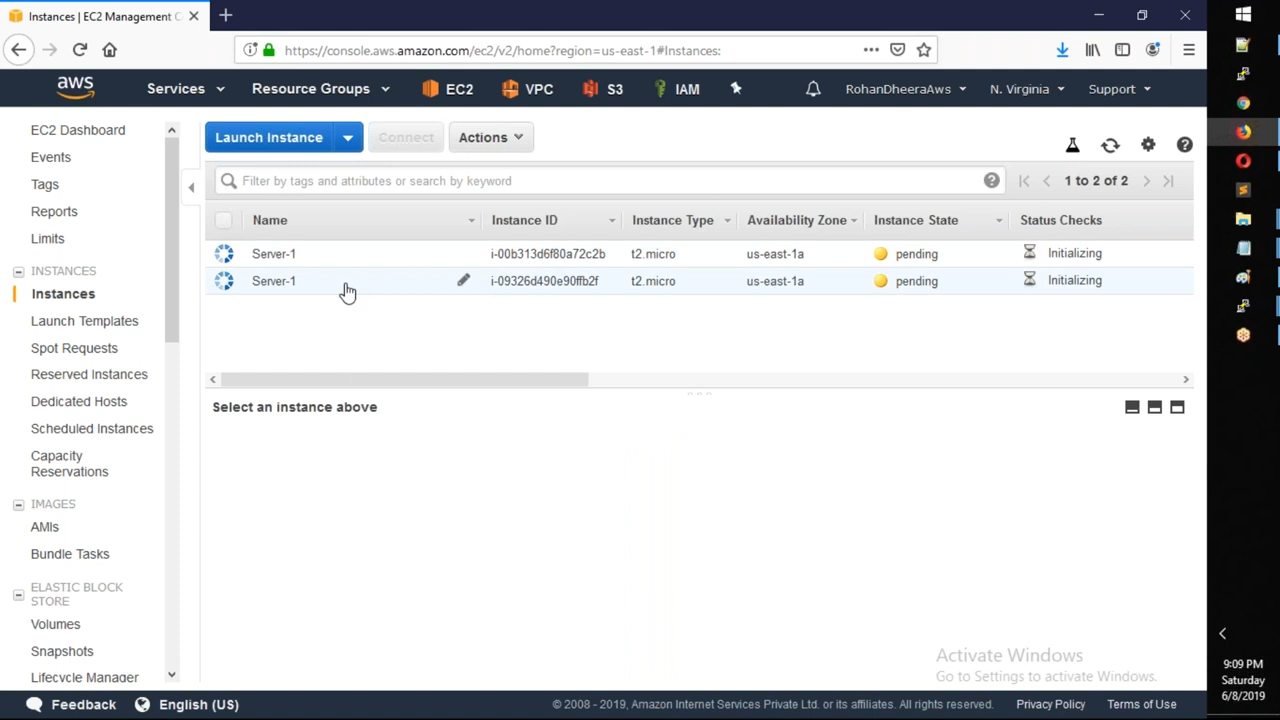 Instances | EC2 Management C
https://console.aws.amazon.com/ec2/v2/home?region=us-east-1#Instances:
aws Services Resource Groups EC2 VPC S3 IAM RohanDheeraAws N. Virginia Support
EC2 Dashboard
Events
Tags
Reports
Limits
INSTANCES
Instances
Launch Templates
Spot Requests
Reserved Instances
Dedicated Hosts
Scheduled Instances
Capacity
Reservations
IMAGES
AMIs
Bundle Tasks
ELASTIC BLOCK
STORE
Volumes
Snapshots
Lifecycle Manager
Launch Instance Connect Actions
Filter by tags and attributes or search by keyword 1 to 2 of 2
Name Instance ID Instance Type Availability Zone Instance State Status Checks
Server-1 i-00b313d6f80a72c2b t2.micro us-east-1a pending Initializing
Server-1 i-09326d490e90ffb2f t2.micro us-east-1a pending Initializing
Select an instance above
Activate Windows
Go to Settings to activate Windows.
Feedback English (US) © 2008 - 2019, Amazon Internet Services Private Ltd. or its affiliates. All rights reserved. Privacy Policy Terms of Use
9:09 PM
Saturday
6/8/2019